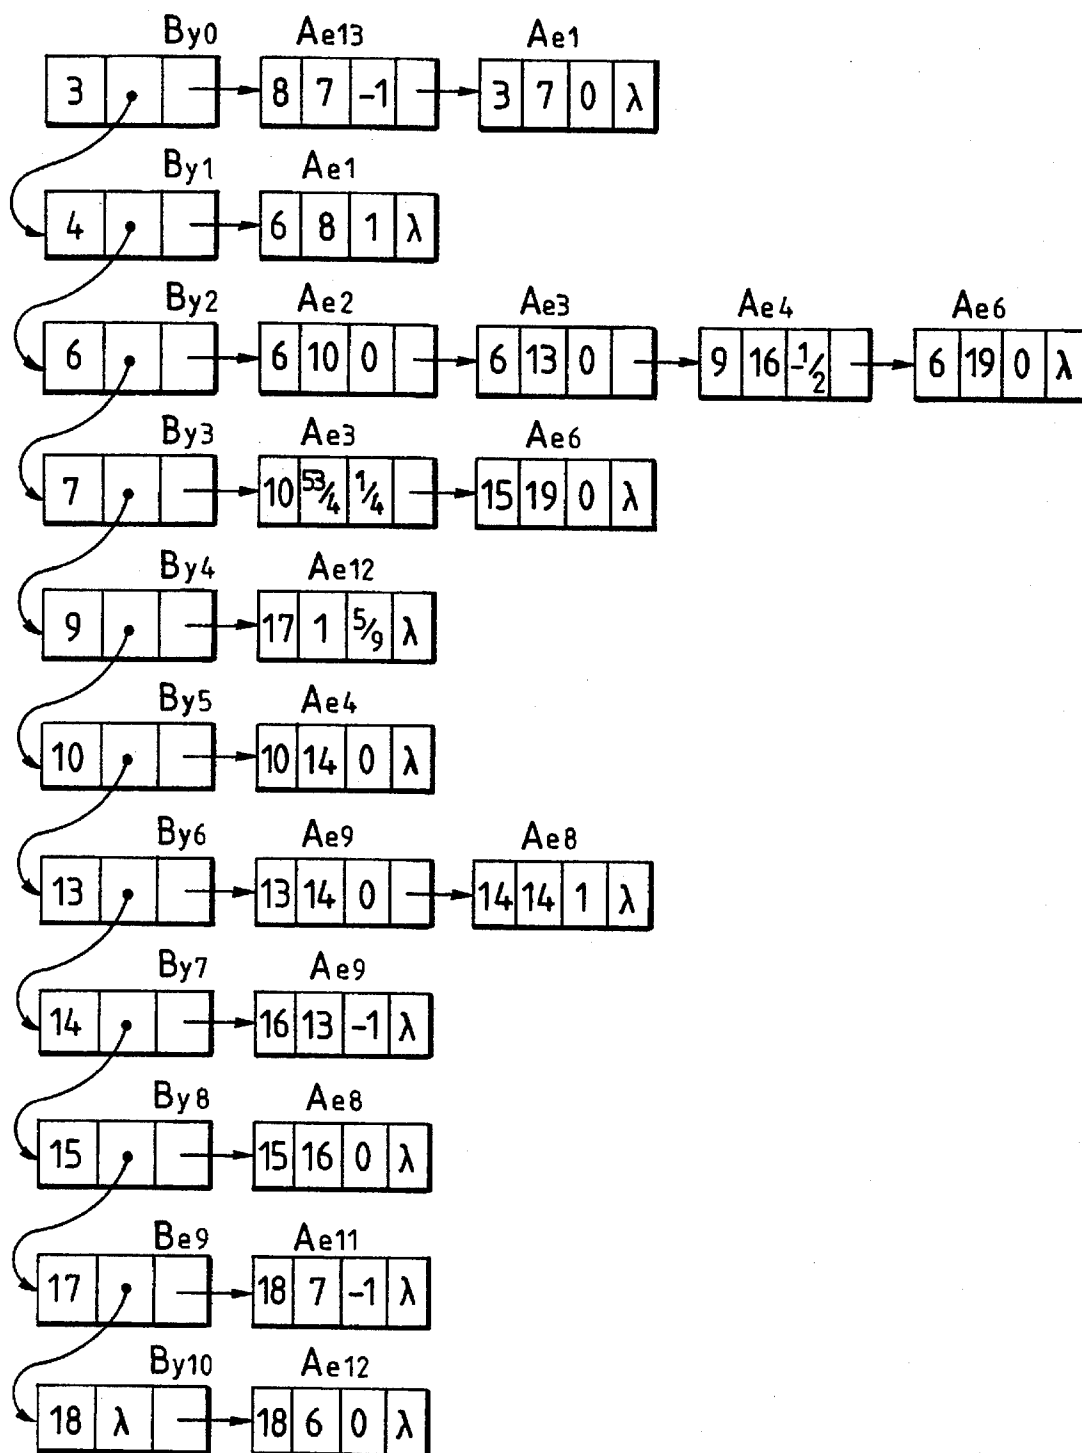 By0 Ae13 Ae1
3 8 7 -1 3 7 0 λ
By1 Ae1
4 6 8 1 λ
By2 Ae2 Ae3 Ae4 Ae6
6 6 10 0 6 13 0 9 16 -1/2 6 19 0 λ
By3 Ae3 Ae6
7 10 53/4 1/4 15 19 0 λ
By4 Ae12
9 17 1 5/9 λ
By5 Ae4
10 10 14 0 λ
By6 Ae9 Ae8
13 13 14 0 14 14 1 λ
By7 Ae9
14 16 13 -1 λ
By8 Ae8
15 15 16 0 λ
Be9 Ae11
17 18 7 -1 λ
By10 Ae12
18 λ 18 6 0 λ